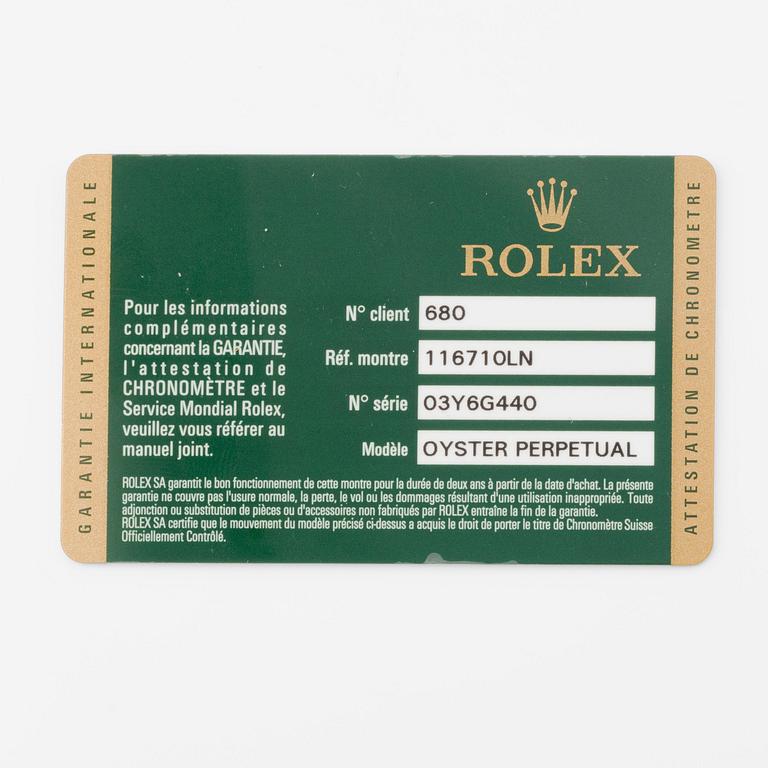 GARANTIE INTERNATIONALE
ROLEX
Pour les informations
complémentaires
concernant la GARANTIE,
l'attestation de
CHRONOMÈTRE et le
Service Mondial Rolex,
veuillez vous référer au
manuel joint.
N° client 680
Réf. montre 116710LN
N° série 03Y6G440
Modèle OYSTER PERPETUAL
ROLEX SA garantit le bon fonctionnement de cette montre pour la durée de deux ans à partir de la date d'achat. La présente
garantie ne couvre pas l'usure normale, la perte, le vol ou les dommages résultant d'une utilisation inappropriée. Toute
adjonction ou substitution de pièces ou d'accessoires non fabriqués par ROLEX entraîne la fin de la garantie.
ROLEX SA certifie que le mouvement du modèle précisé ci-dessus a acquis le droit de porter le titre de Chronomètre Suisse
Officiellement Contrôlé.
ATTESTATION DE CHRONOMETRE